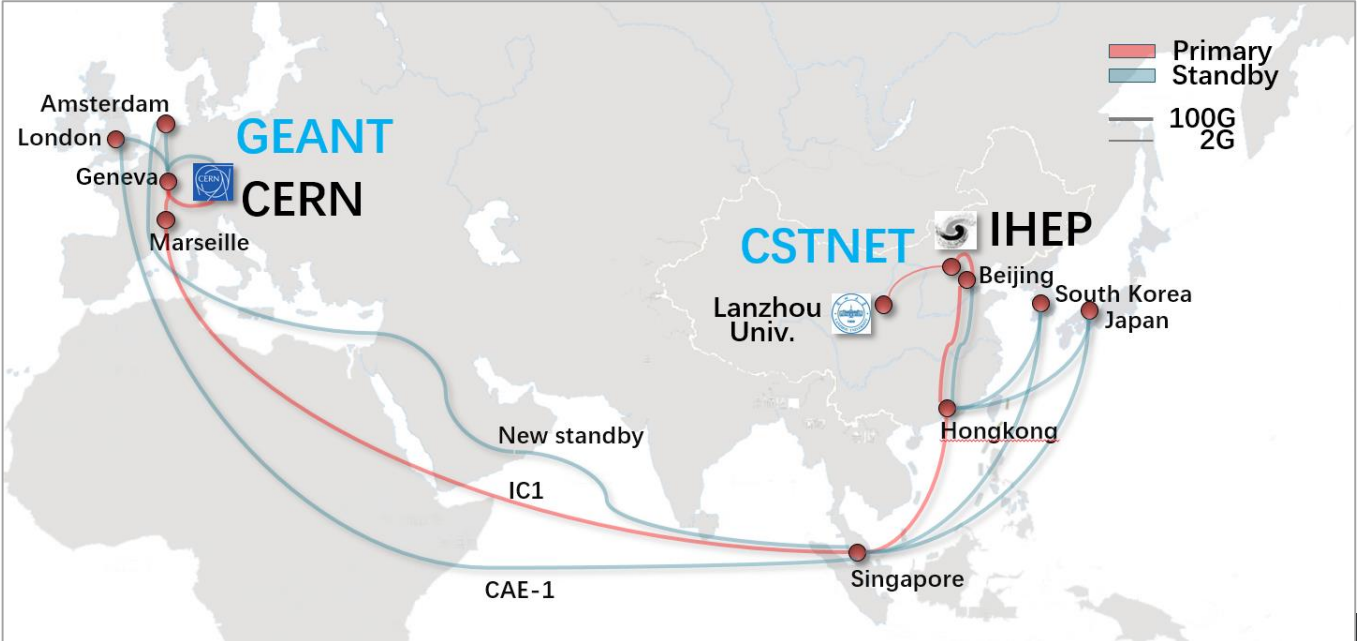 Primary
Standby
100G
2G
Amsterdam
London
GEANT
Geneva
CERN
CERN
Marseille
CSTNET
IHEP
Beijing
Lanzhou
Univ.
South Korea
Japan
New standby
Hongkong
IC1
Singapore
CAE-1